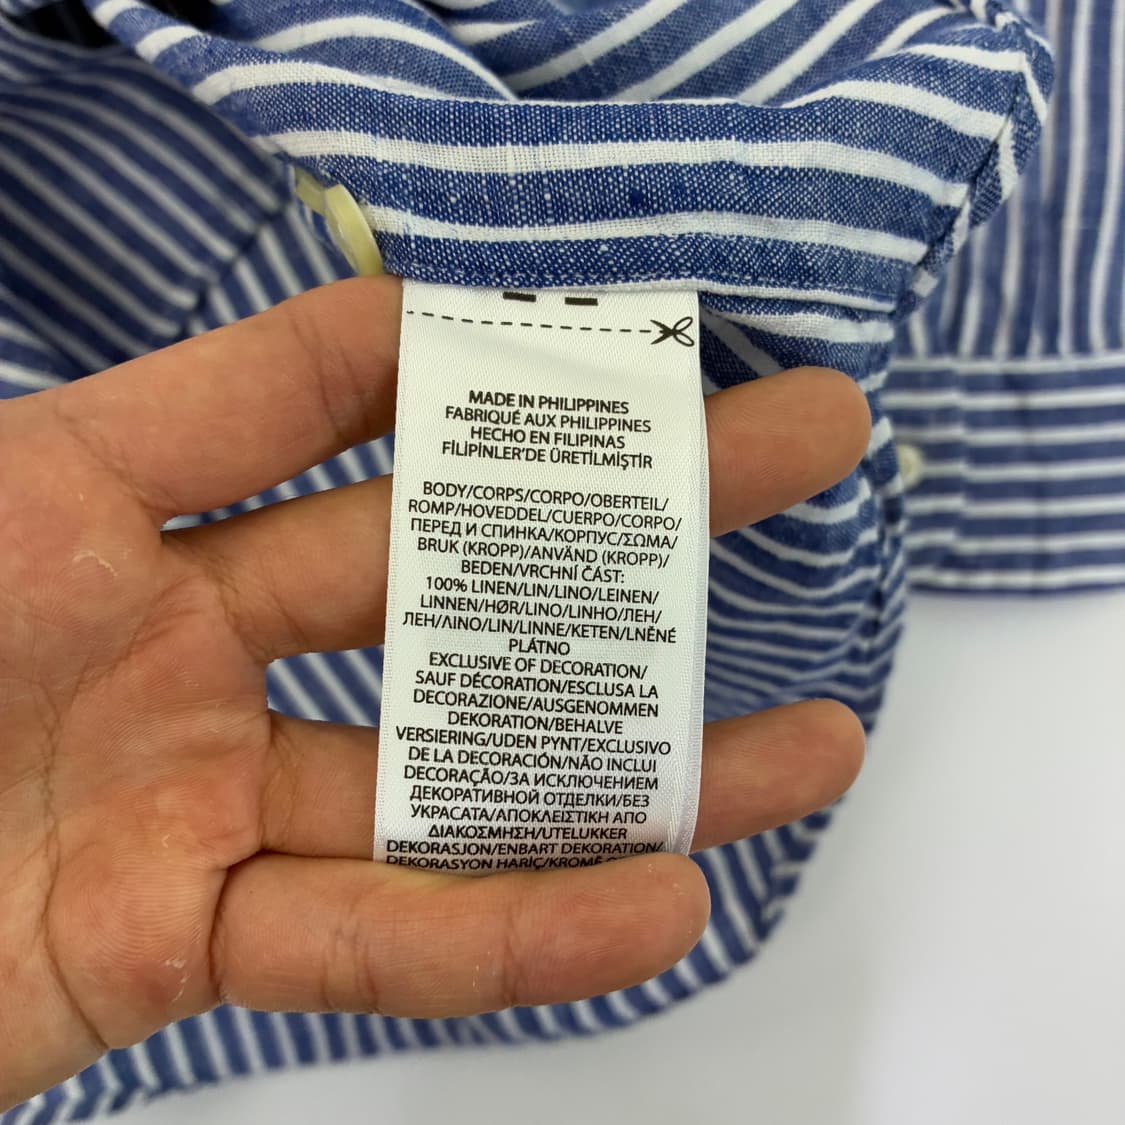 MADE IN PHILIPPINES
FABRIQUÉ AUX PHILIPPINES
HECHO EN FILIPINAS
FİLİPİNLER'DE ÜRETİLMİŞTİR
BODY/CORPS/CORPO/OBERTEIL/
ROMP/HOVEDDEL/CUERPO/CORPO/
ПЕРЕД И СПИНКА/КОРПУС/ΣΩΜΑ/
BRUK (KROPP)/ANVÄND (KROPP)/
BEDEN/VRCHNÍ ČÁST:
100% LINEN/LIN/LINO/LEINEN/
LINNEN/HØR/LINO/LINHO/ЛЕН/
ЛЕН/ΛΙΝΟ/LIN/LINNE/KETEN/LNĚNÉ
PLÁTNO
EXCLUSIVE OF DECORATION/
SAUF DÉCORATION/ESCLUSA LA
DECORAZIONE/AUSGENOMMEN
DEKORATION/BEHALVE
VERSIERING/UDEN PYNT/EXCLUSIVO
DE LA DECORACIÓN/NÃO INCLUI
DECORAÇÃO/ЗА ИСКЛЮЧЕНИЕМ
ДЕКОРАТИВНОЙ ОТДЕЛКИ/БЕЗ
УКРАСАТА/ΑΠΟΚΛΕΙΣΤΙΚΗ ΑΠΟ
ΔΙΑΚΟΣΜΗΣΗ/UTELUKKER
DEKORASJON/ENBART DEKORATION/
DEKORASYON HARİÇ/KROMĚ